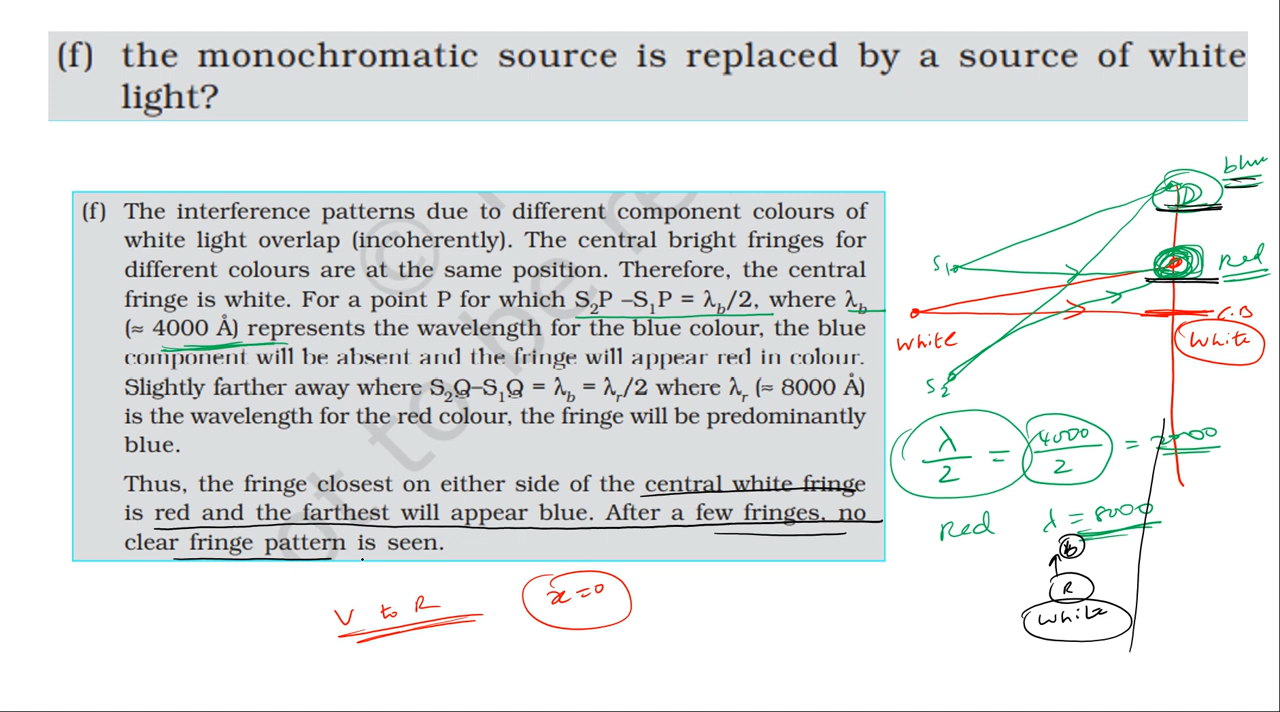 (f) the monochromatic source is replaced by a source of white
light?
(f) The interference patterns due to different component colours of
white light overlap (incoherently). The central bright fringes for
different colours are at the same position. Therefore, the central
fringe is white. For a point P for which S₂P –S₁P = λ_b/2, where λ_b
(≈ 4000 Å) represents the wavelength for the blue colour, the blue
component will be absent and the fringe will appear red in colour.
Slightly farther away where S₂Q–S₁Q = λ_b = λ_r/2 where λ_r (≈ 8000 Å)
is the wavelength for the red colour, the fringe will be predominantly
blue.
Thus, the fringe closest on either side of the central white fringe
is red and the farthest will appear blue. After a few fringes, no
clear fringe pattern is seen.
V to R
x = 0
blue
S₁
Red
C.B
white
White
S₂
λ/2 = 4000/2 = 2000
Red λ = 8000
b
R
White